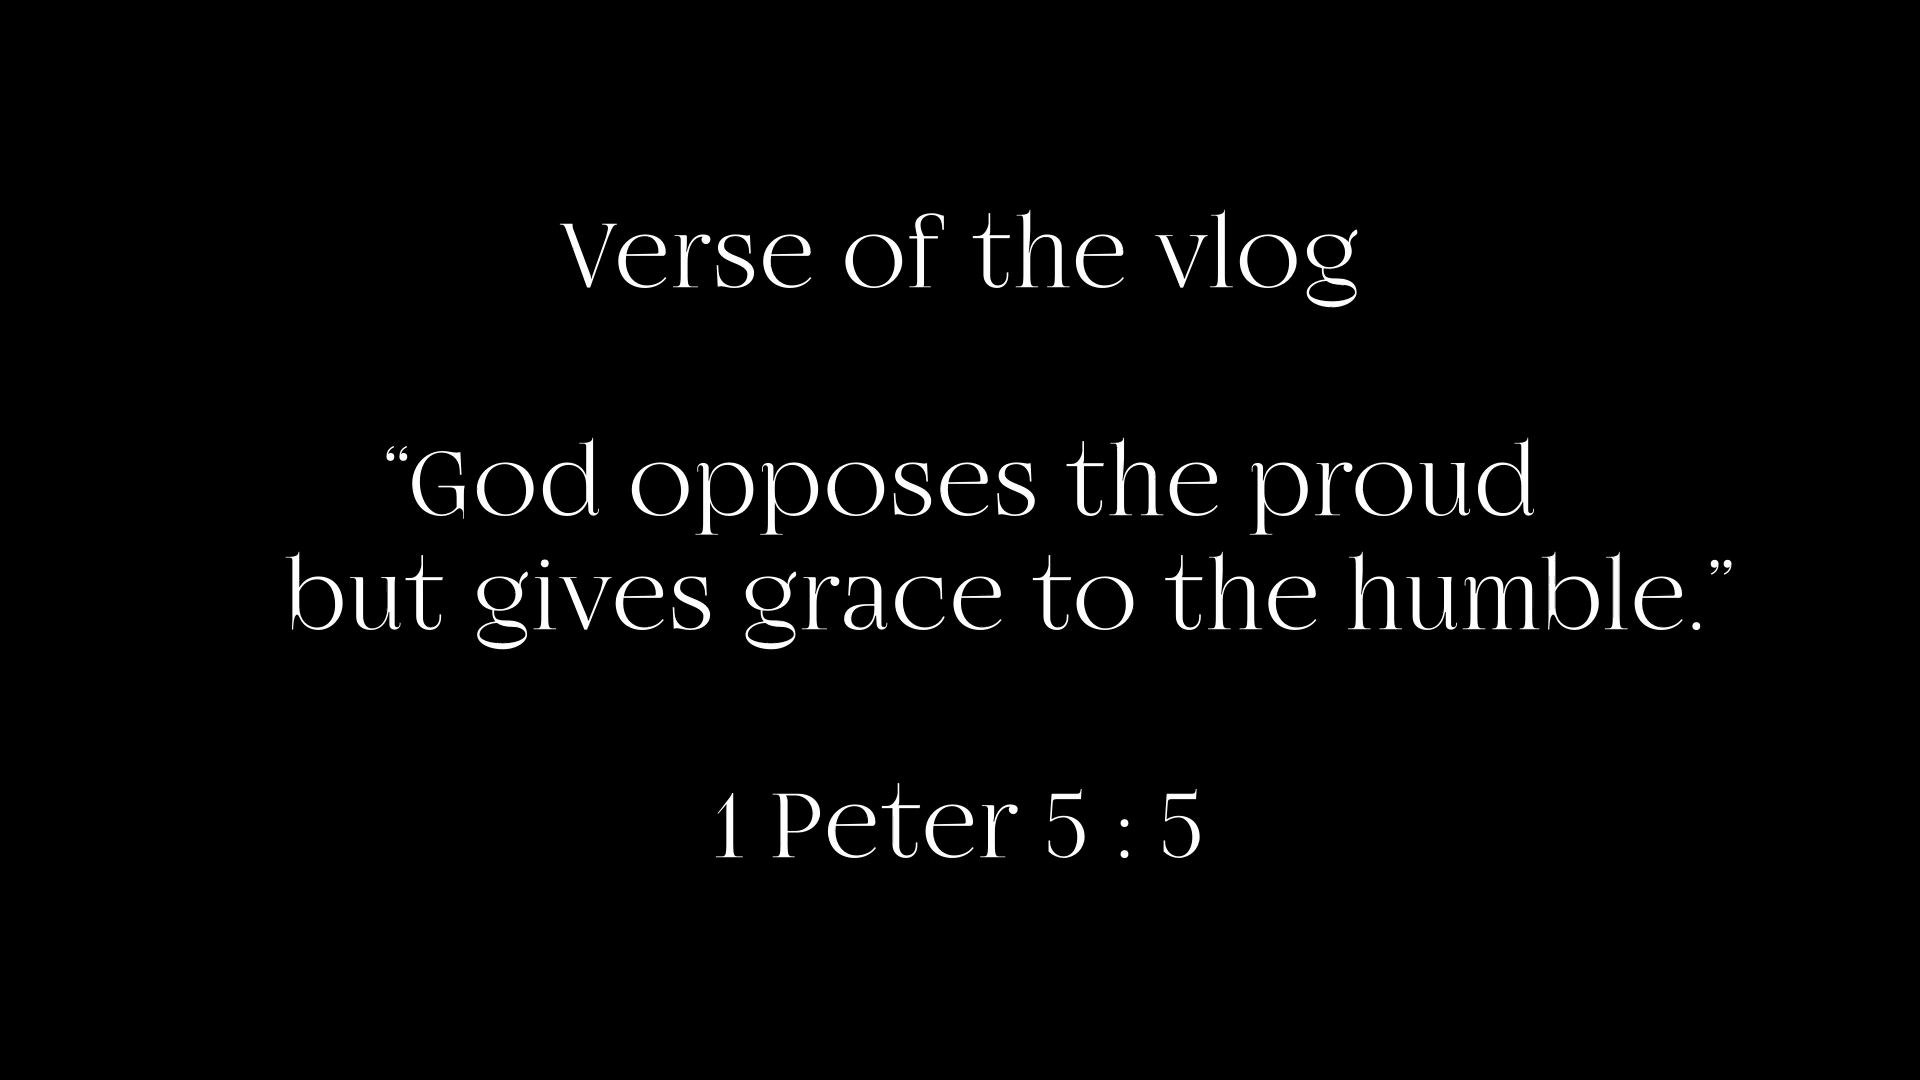 Verse of the vlog
“God opposes the proud
but gives grace to the humble.”
1 Peter 5 : 5